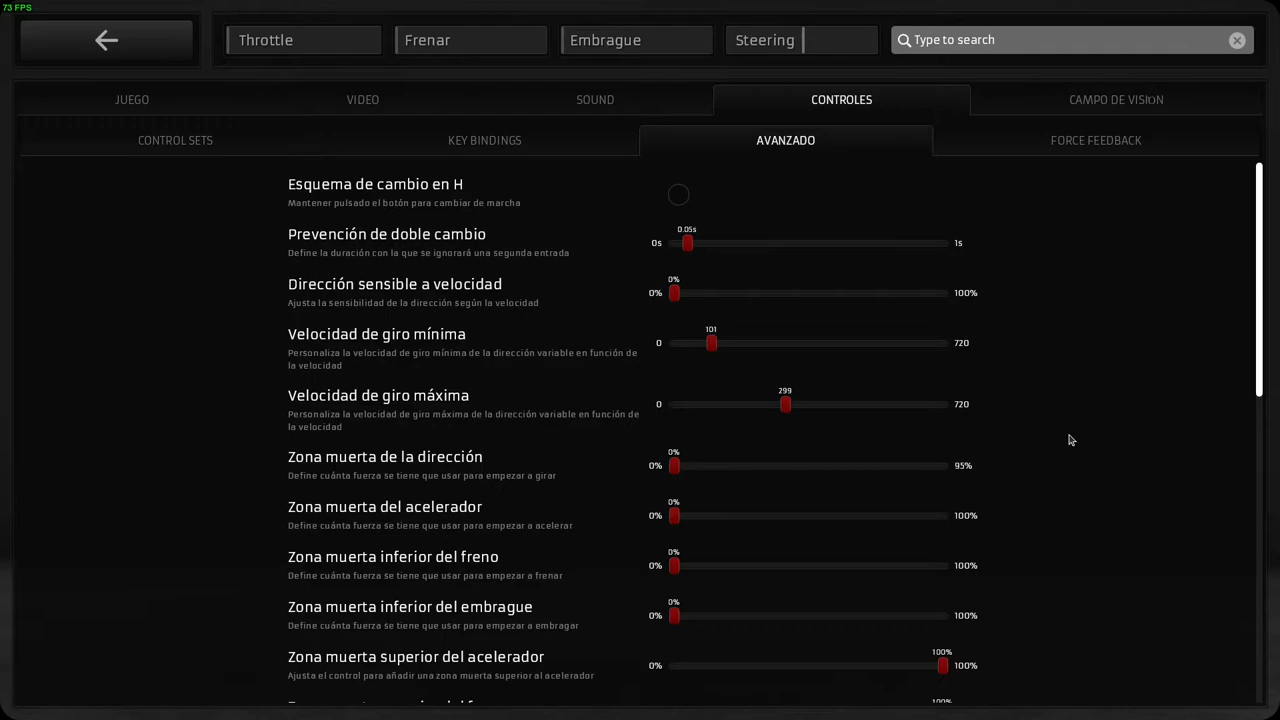 73 FPS
Throttle
Frenar
Embrague
Steering
Type to search
JUEGO
VIDEO
SOUND
CONTROLES
CAMPO DE VISION
CONTROL SETS
KEY BINDINGS
AVANZADO
FORCE FEEDBACK
Esquema de cambio en H
Mantener pulsado el botón para cambiar de marcha
Prevención de doble cambio
Define la duración con la que se ignorará una segunda entrada
0s
0.05s
1s
Dirección sensible a velocidad
Ajusta la sensibilidad de la dirección según la velocidad
0%
0%
100%
Velocidad de giro mínima
Personaliza la velocidad de giro mínima de la dirección variable en función de
la velocidad
0
101
720
Velocidad de giro máxima
Personaliza la velocidad de giro máxima de la dirección variable en función de
la velocidad
0
299
720
Zona muerta de la dirección
Define cuánta fuerza se tiene que usar para empezar a girar
0%
0%
95%
Zona muerta del acelerador
Define cuánta fuerza se tiene que usar para empezar a acelerar
0%
0%
100%
Zona muerta inferior del freno
Define cuánta fuerza se tiene que usar para empezar a frenar
0%
0%
100%
Zona muerta inferior del embrague
Define cuánta fuerza se tiene que usar para empezar a embragar
0%
0%
100%
Zona muerta superior del acelerador
Ajusta el control para añadir una zona muerta superior al acelerador
0%
100%
100%
100%